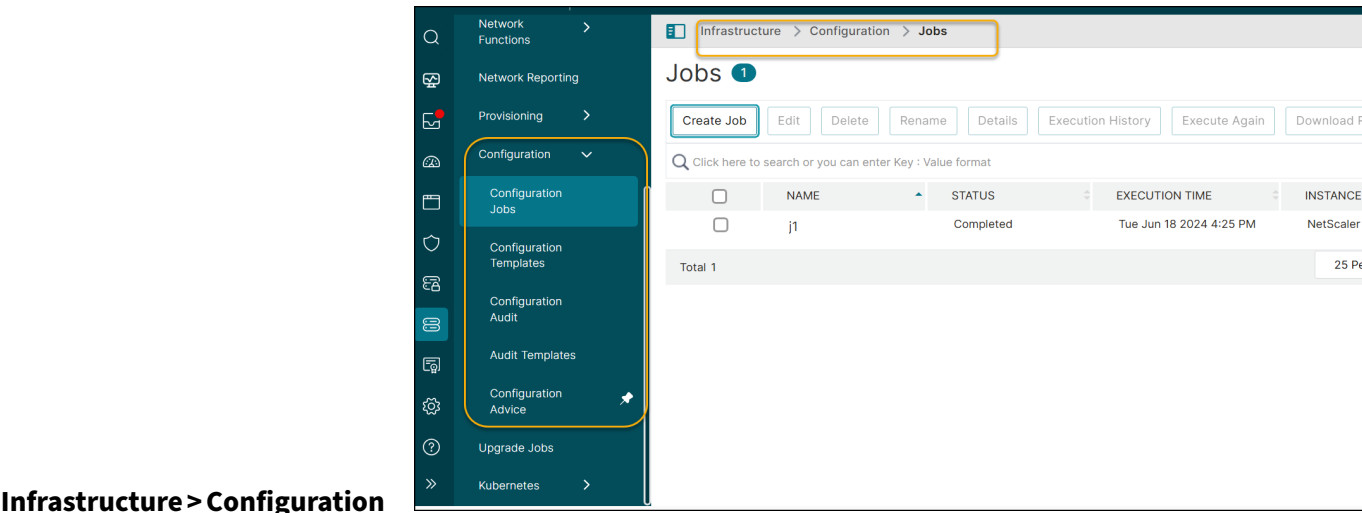 Network
Functions
Network Reporting
Provisioning
Configuration
Configuration
Jobs
Configuration
Templates
Configuration
Audit
Audit Templates
Configuration
Advice
Upgrade Jobs
Kubernetes
Infrastructure > Configuration > Jobs
Jobs 1
Create Job Edit Delete Rename Details Execution History Execute Again Download
Click here to search or you can enter Key : Value format
NAME STATUS EXECUTION TIME INSTANCE
j1 Completed Tue Jun 18 2024 4:25 PM NetScaler
Total 1 25
Infrastructure > Configuration